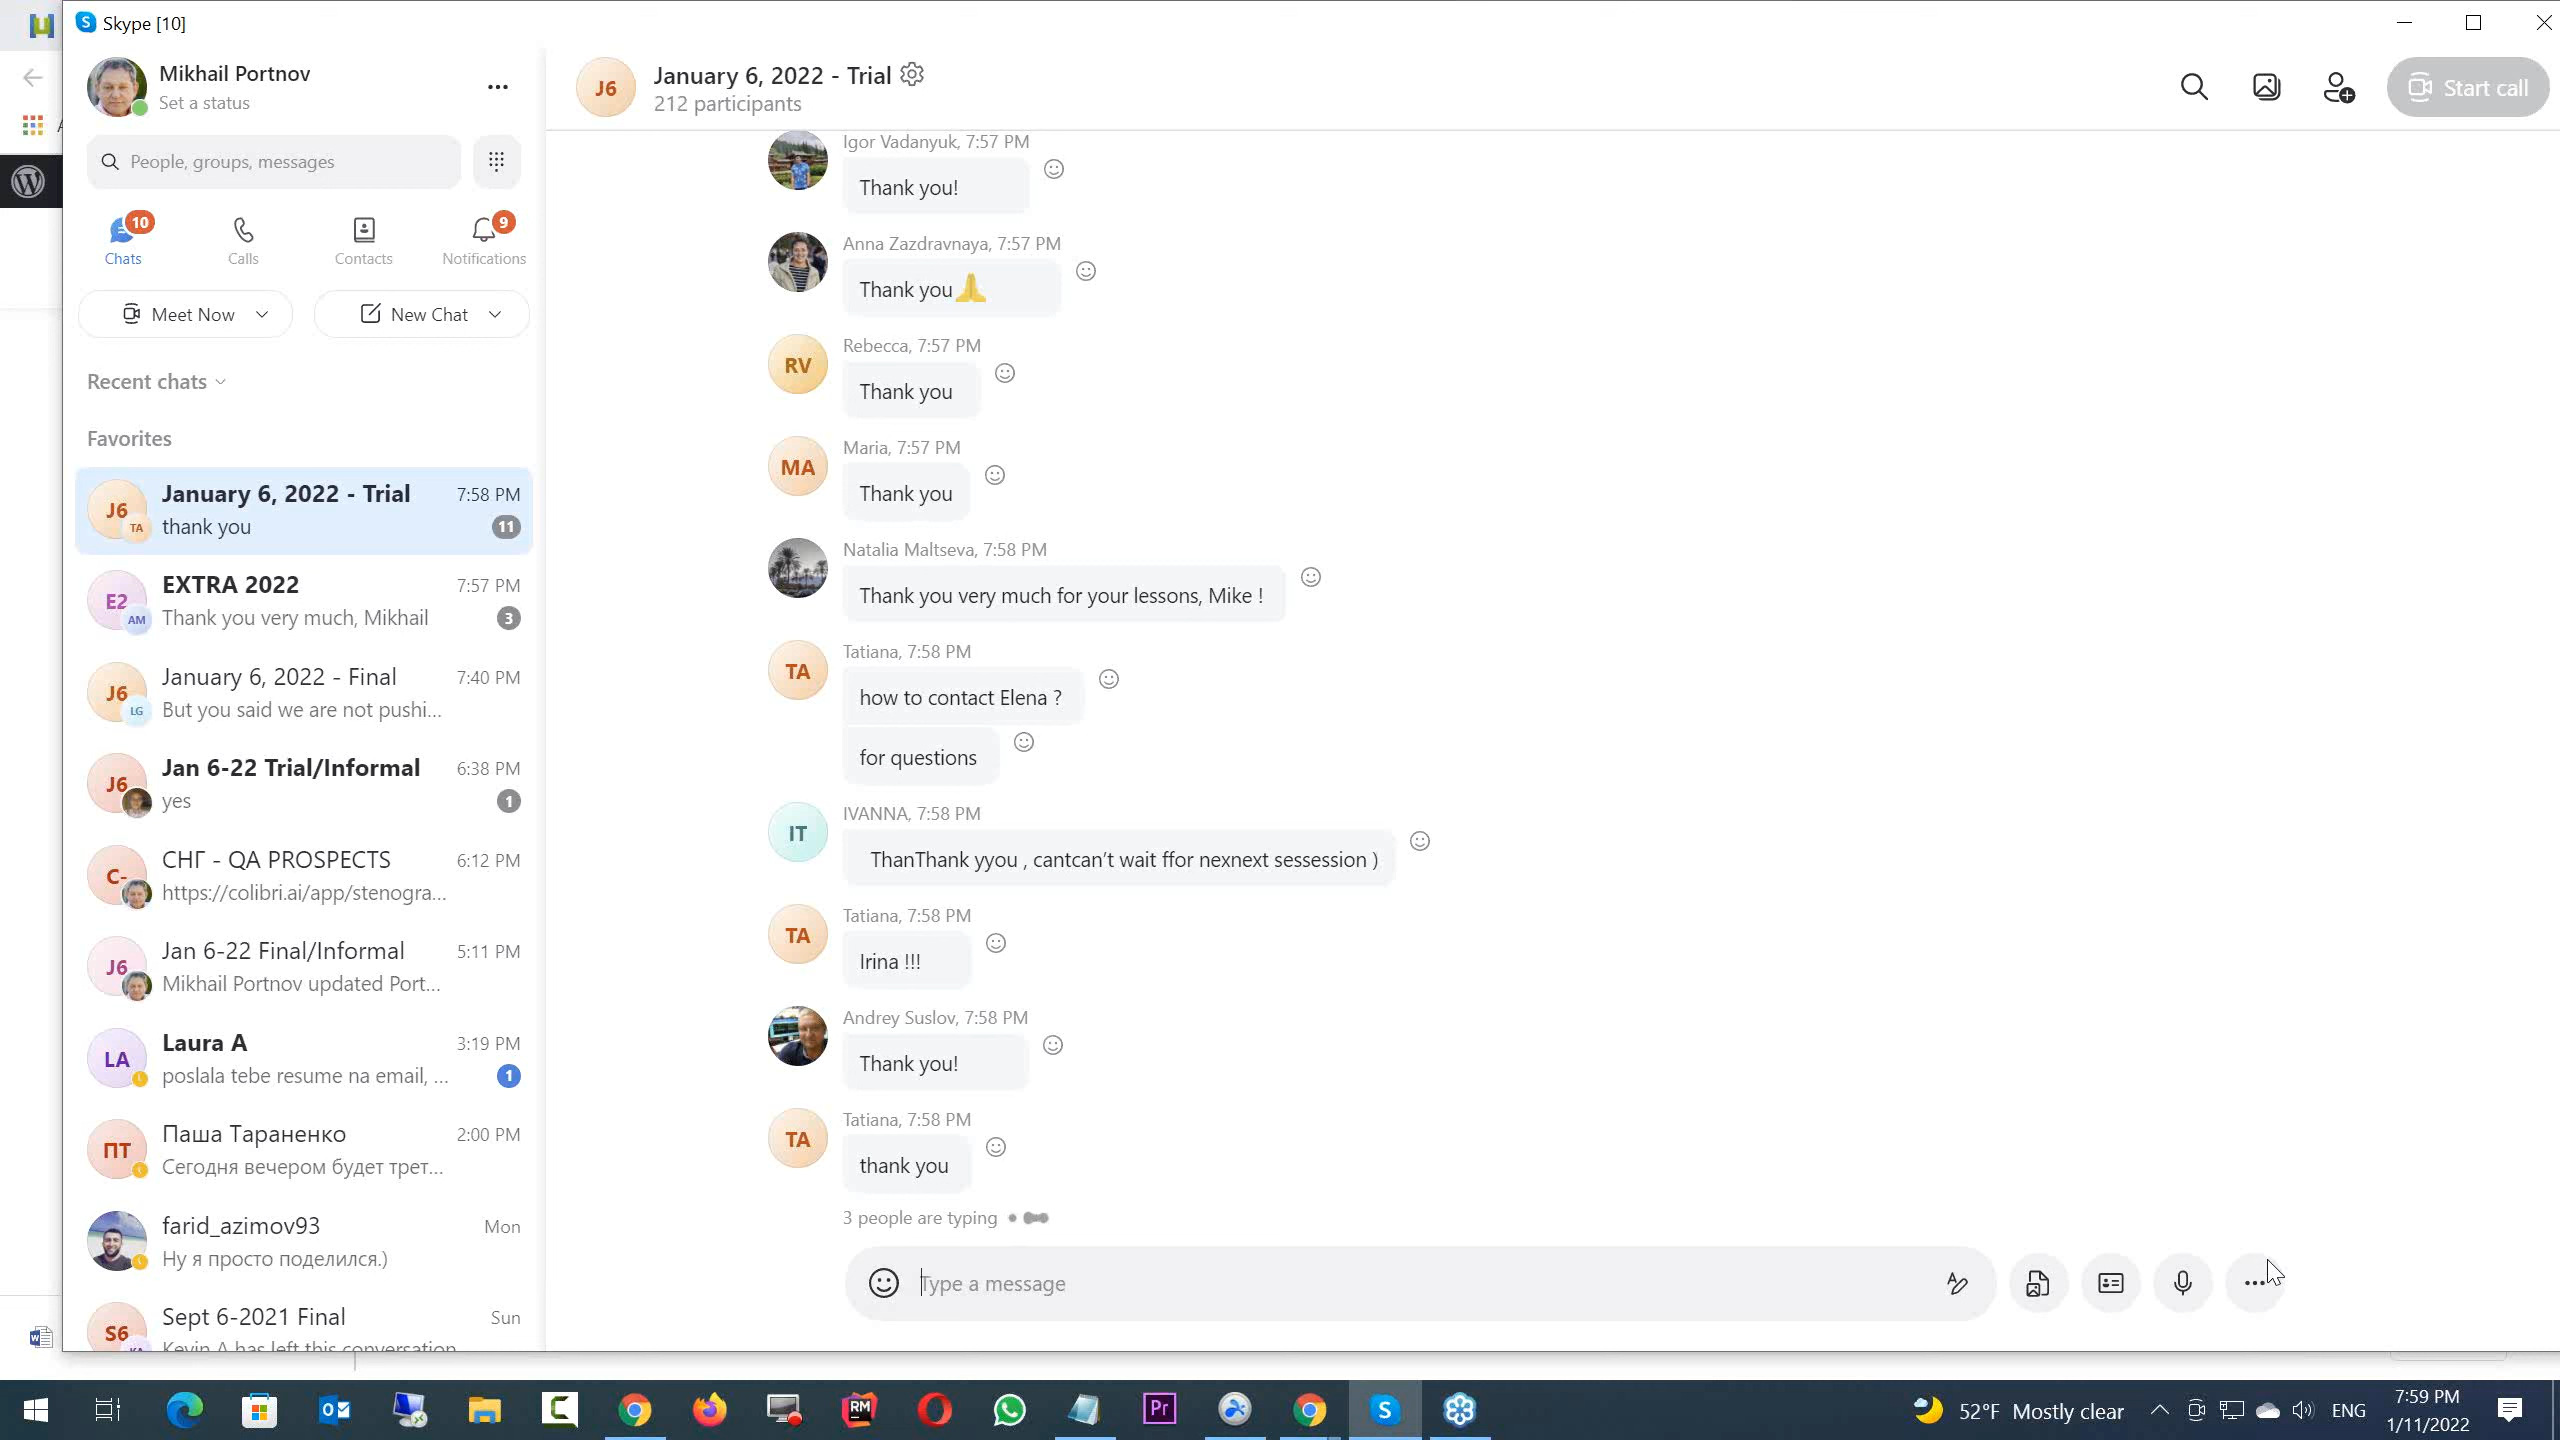 Skype [10]
Mikhail Portnov
Set a status
People, groups, messages
10
9
Chats
Calls
Contacts
Notifications
Meet Now
New Chat
Recent chats
Favorites
J6
TA
January 6, 2022 - Trial
7:58 PM
thank you
11
E2
AM
EXTRA 2022
7:57 PM
Thank you very much, Mikhail
3
J6
LG
January 6, 2022 - Final
7:40 PM
But you said we are not pushi...
J6
Jan 6-22 Trial/Informal
6:38 PM
yes
1
C-
СНГ - QA PROSPECTS
6:12 PM
https://colibri.ai/app/stenogra...
J6
Jan 6-22 Final/Informal
5:11 PM
Mikhail Portnov updated Port...
LA
Laura A
3:19 PM
poslala tebe resume na email, ...
1
ПТ
Паша Тараненко
2:00 PM
Сегодня вечером будет трет...
farid_azimov93
Mon
Ну я просто поделился.)
S6
Sept 6-2021 Final
Sun
Kevin A has left this conversation
J6
January 6, 2022 - Trial
212 participants
Start call
Igor Vadanyuk, 7:57 PM
Thank you!
Anna Zazdravnaya, 7:57 PM
Thank you
RV
Rebecca, 7:57 PM
Thank you
MA
Maria, 7:57 PM
Thank you
Natalia Maltseva, 7:58 PM
Thank you very much for your lessons, Mike !
TA
Tatiana, 7:58 PM
how to contact Elena ?
for questions
IT
IVANNA, 7:58 PM
ThanThank yyou , cantcan't wait ffor nexnext sessession )
TA
Tatiana, 7:58 PM
Irina !!!
Andrey Suslov, 7:58 PM
Thank you!
TA
Tatiana, 7:58 PM
thank you
3 people are typing
Type a message
52°F Mostly clear
ENG
7:59 PM
1/11/2022